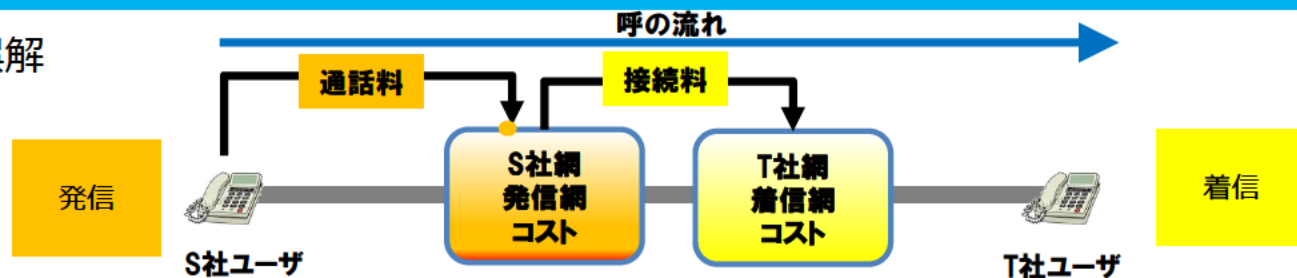 呼の流れ
解
通話料
接続料
発信
S社網
発信網
コスト
T社網
着信網
コスト
着信
S社ユーザ
T社ユーザ